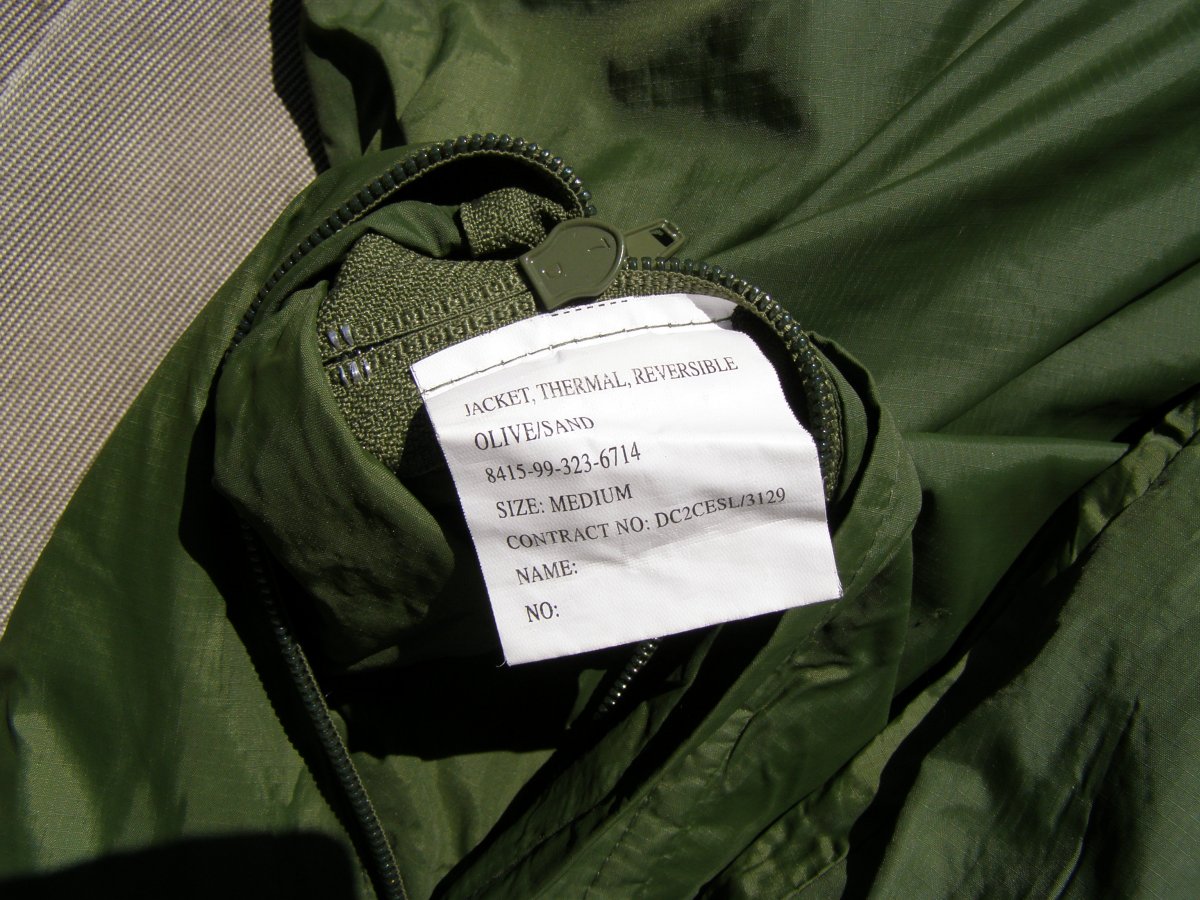 JACKET, THERMAL, REVERSIBLE
OLIVE/SAND
8415-99-323-6714
SIZE: MEDIUM
CONTRACT NO: DC2CESL/3129
NAME:
NO: